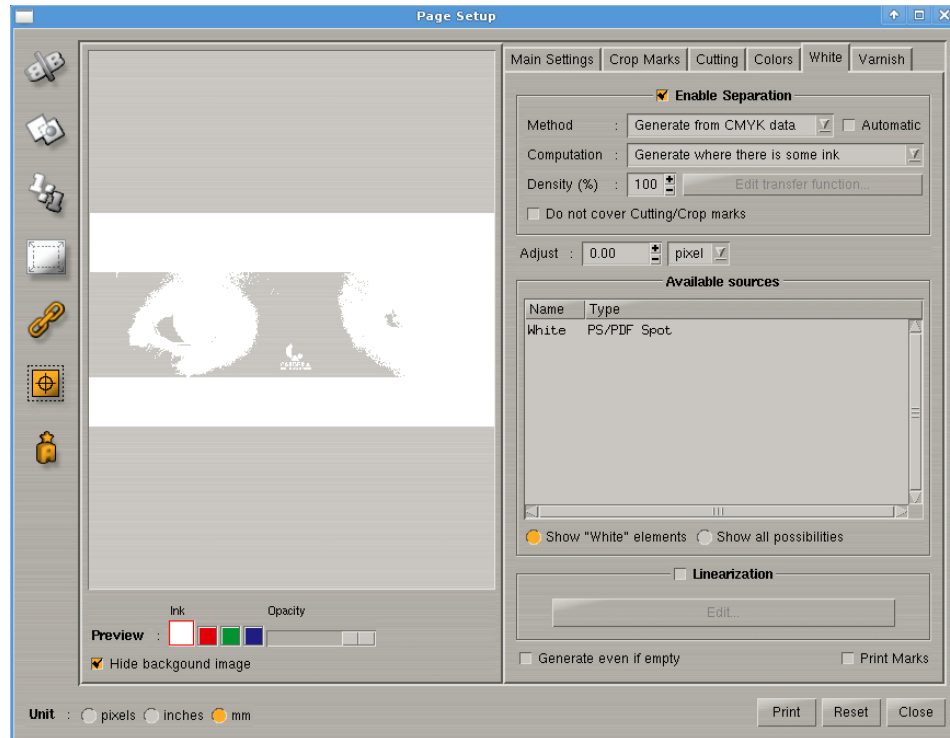 Page Setup
Main Settings Crop Marks Cutting Colors White Varnish
Enable Separation
Method : Generate from CMYK data Automatic
Computation : Generate where there is some ink
Density (%) : 100 Edit transfer function...
Do not cover Cutting/Crop marks
Adjust : 0.00 pixel
Available sources
Name Type
White PS/PDF Spot
CALDERA
Show "White" elements Show all possibilities
Linearization
Edit...
Ink Opacity
Preview :
Hide backgound image
Generate even if empty Print Marks
Unit : pixels inches mm
Print Reset Close